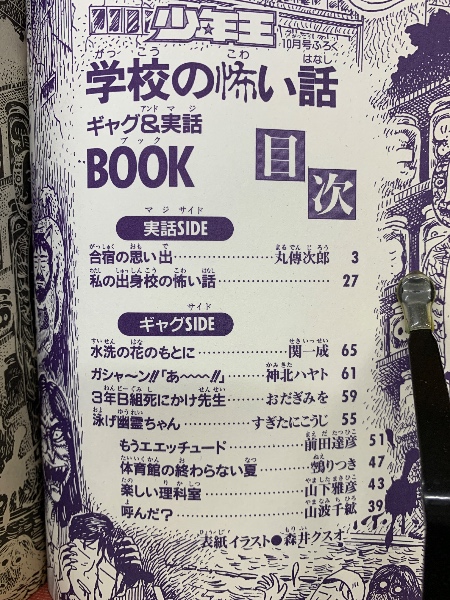 少年王
10月号ふろく
学校の怖い話
ギャグ&実話
BOOK
目次
実話SIDE
合宿の思い出 丸傳次郎 3
私の出身校の怖い話 27
ギャグSIDE
水洗の花のもとに 関一成 65
ガシャ〜ン!!「あ〜〜〜!!」 神北ハヤト 61
3年B組死にかけ先生 おだぎみを 59
泳げ幽霊ちゃん すぎたにこうじ 55
もうエエッチュード 前田達彦 51
体育館の終わらない夏 鵼りつき 47
楽しい理科室 山下雅彦 43
呼んだ? 山波千紘 39
表紙イラスト●森井クスオ